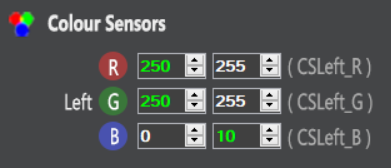 Colour Sensors
R 250 255 ( CSLeft_R )
Left G 250 255 ( CSLeft_G )
B 0 10 ( CSLeft_B )